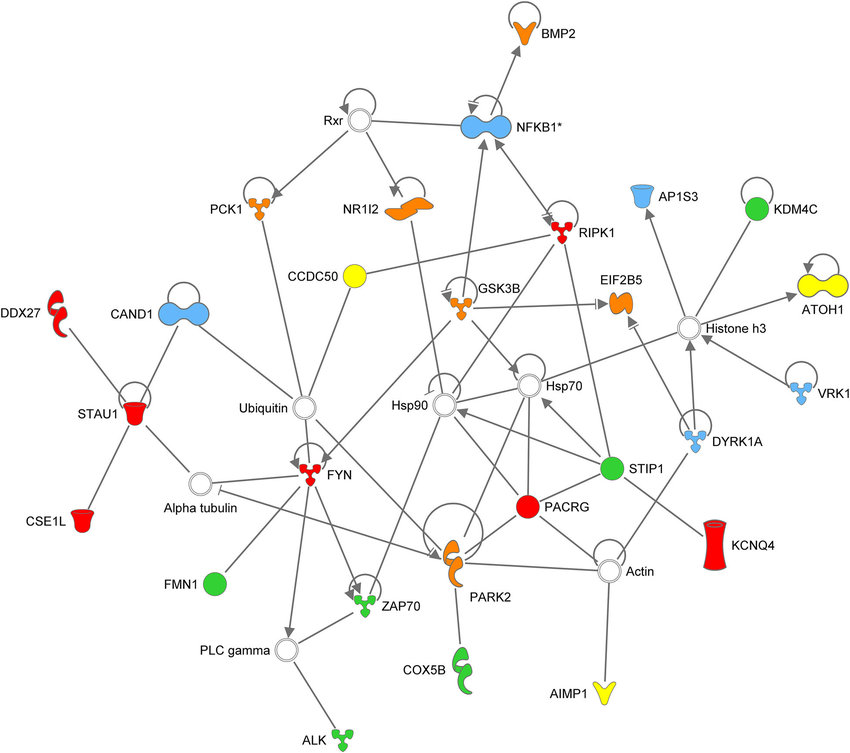 BMP2
Rxr
NFKB1*
AP1S3
PCK1
NR1I2
KDM4C
RIPK1
CCDC50
GSK3B
EIF2B5
DDX27
CAND1
ATOH1
Histone h3
Hsp70
VRK1
STAU1
Ubiquitin
Hsp90
DYRK1A
FYN
STIP1
Alpha tubulin
PACRG
CSE1L
KCNQ4
Actin
FMN1
ZAP70
PARK2
PLC gamma
COX5B
AIMP1
ALK